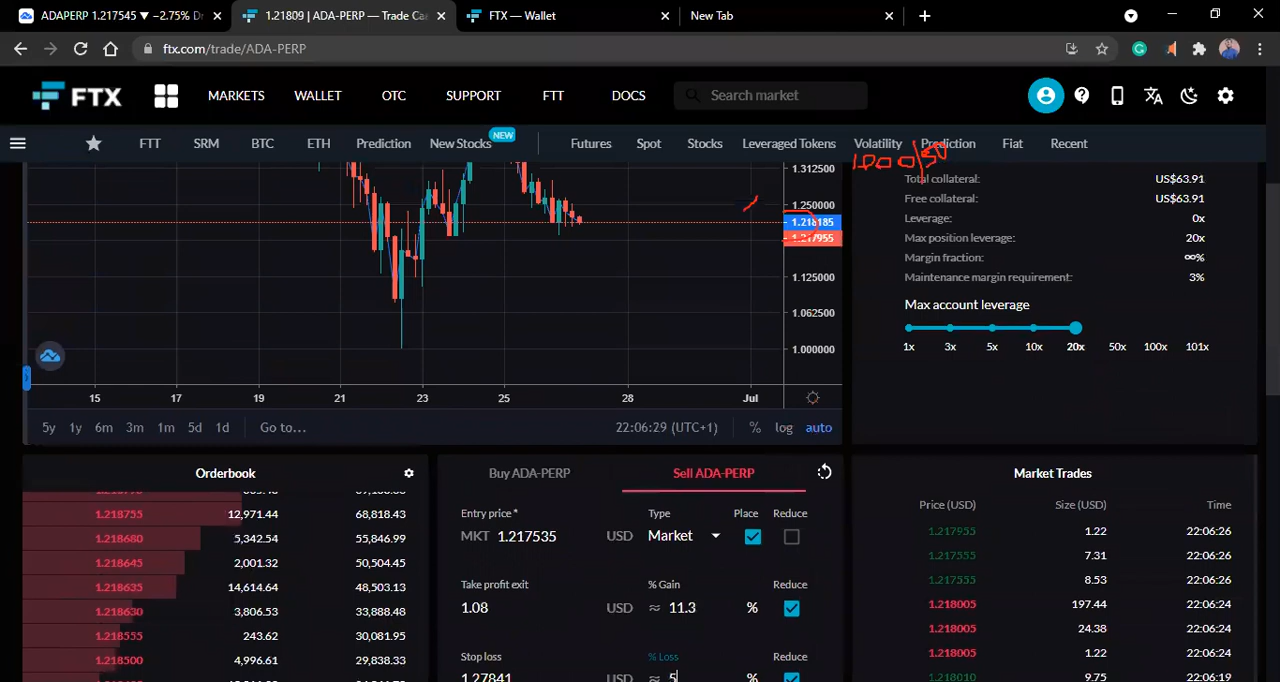 ADAPERP 1.217545 ▼ −2.75% Dr
1.21809 | ADA-PERP — Trade Ca
FTX — Wallet
New Tab
ftx.com/trade/ADA-PERP
FTX
MARKETS
WALLET
OTC
SUPPORT
FTT
DOCS
Search market
FTT
SRM
BTC
ETH
Prediction
New Stocks
NEW
Futures
Spot
Stocks
Leveraged Tokens
Volatility
Prediction
Fiat
Recent
1.312500
1.250000
1.218185
1.217955
1.125000
1.062500
1.000000
15
17
19
21
23
25
28
Jul
5y
1y
6m
3m
1m
5d
1d
Go to...
22:06:29 (UTC+1)
%
log
auto
Total collateral:
US$63.91
Free collateral:
US$63.91
Leverage:
0x
Max position leverage:
20x
Margin fraction:
∞%
Maintenance margin requirement:
3%
Max account leverage
1x
3x
5x
10x
20x
50x
100x
101x
Orderbook
1.218755 12,971.44 68,818.43
1.218680 5,342.54 55,846.99
1.218645 2,001.32 50,504.45
1.218635 14,614.64 48,503.13
1.218630 3,806.53 33,888.48
1.218555 243.62 30,081.95
1.218500 4,996.61 29,838.33
Buy ADA-PERP
Sell ADA-PERP
Entry price *
Type
Place
Reduce
MKT 1.217535 USD
Market
Take profit exit
% Gain
Reduce
1.08 USD ≈ 11.3 %
Stop loss
% Loss
Reduce
1.27841 USD ≈ 5 %
Market Trades
Price (USD) Size (USD) Time
1.217955 1.22 22:06:26
1.217555 7.31 22:06:26
1.217555 8.53 22:06:26
1.218005 197.44 22:06:24
1.218005 24.38 22:06:24
1.218005 1.22 22:06:24
1.218010 9.75 22:06:19